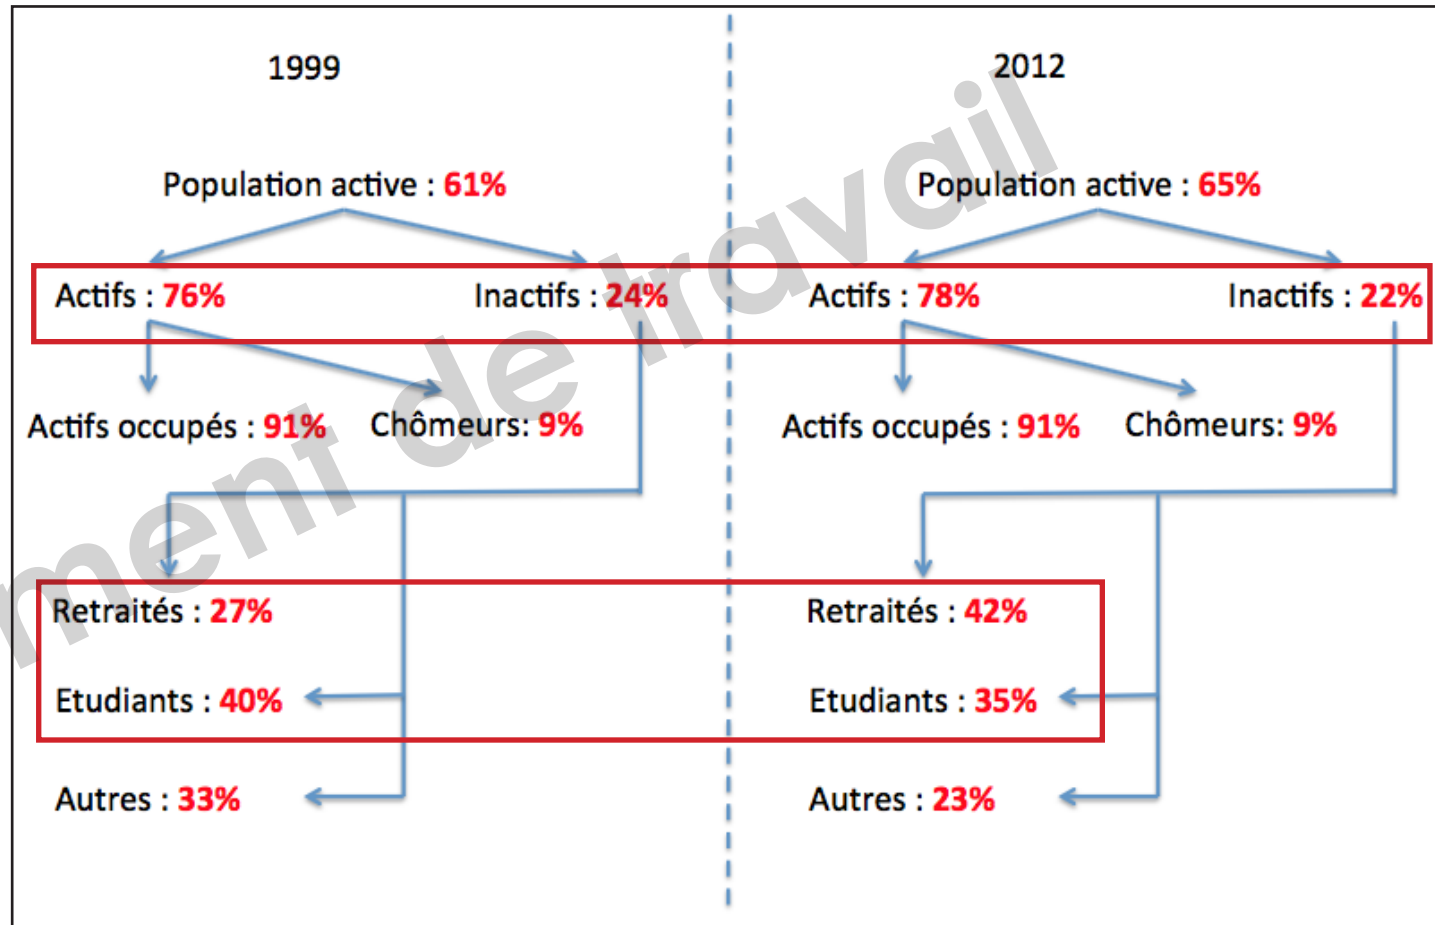 1999
Population active : 61%
Actifs : 76%
Inactifs : 24%
Actifs occupés : 91%
Chômeurs: 9%
Retraités : 27%
Etudiants : 40%
Autres : 33%
2012
Population active : 65%
Actifs : 78%
Inactifs : 22%
Actifs occupés : 91%
Chômeurs: 9%
Retraités : 42%
Etudiants : 35%
Autres : 23%
ment de travail